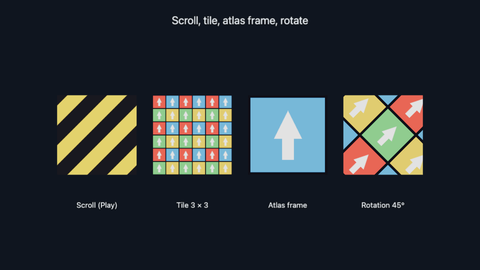 Scroll, tile, atlas frame, rotate
Scroll (Play)
Tile 3 × 3
Atlas frame
Rotation 45°